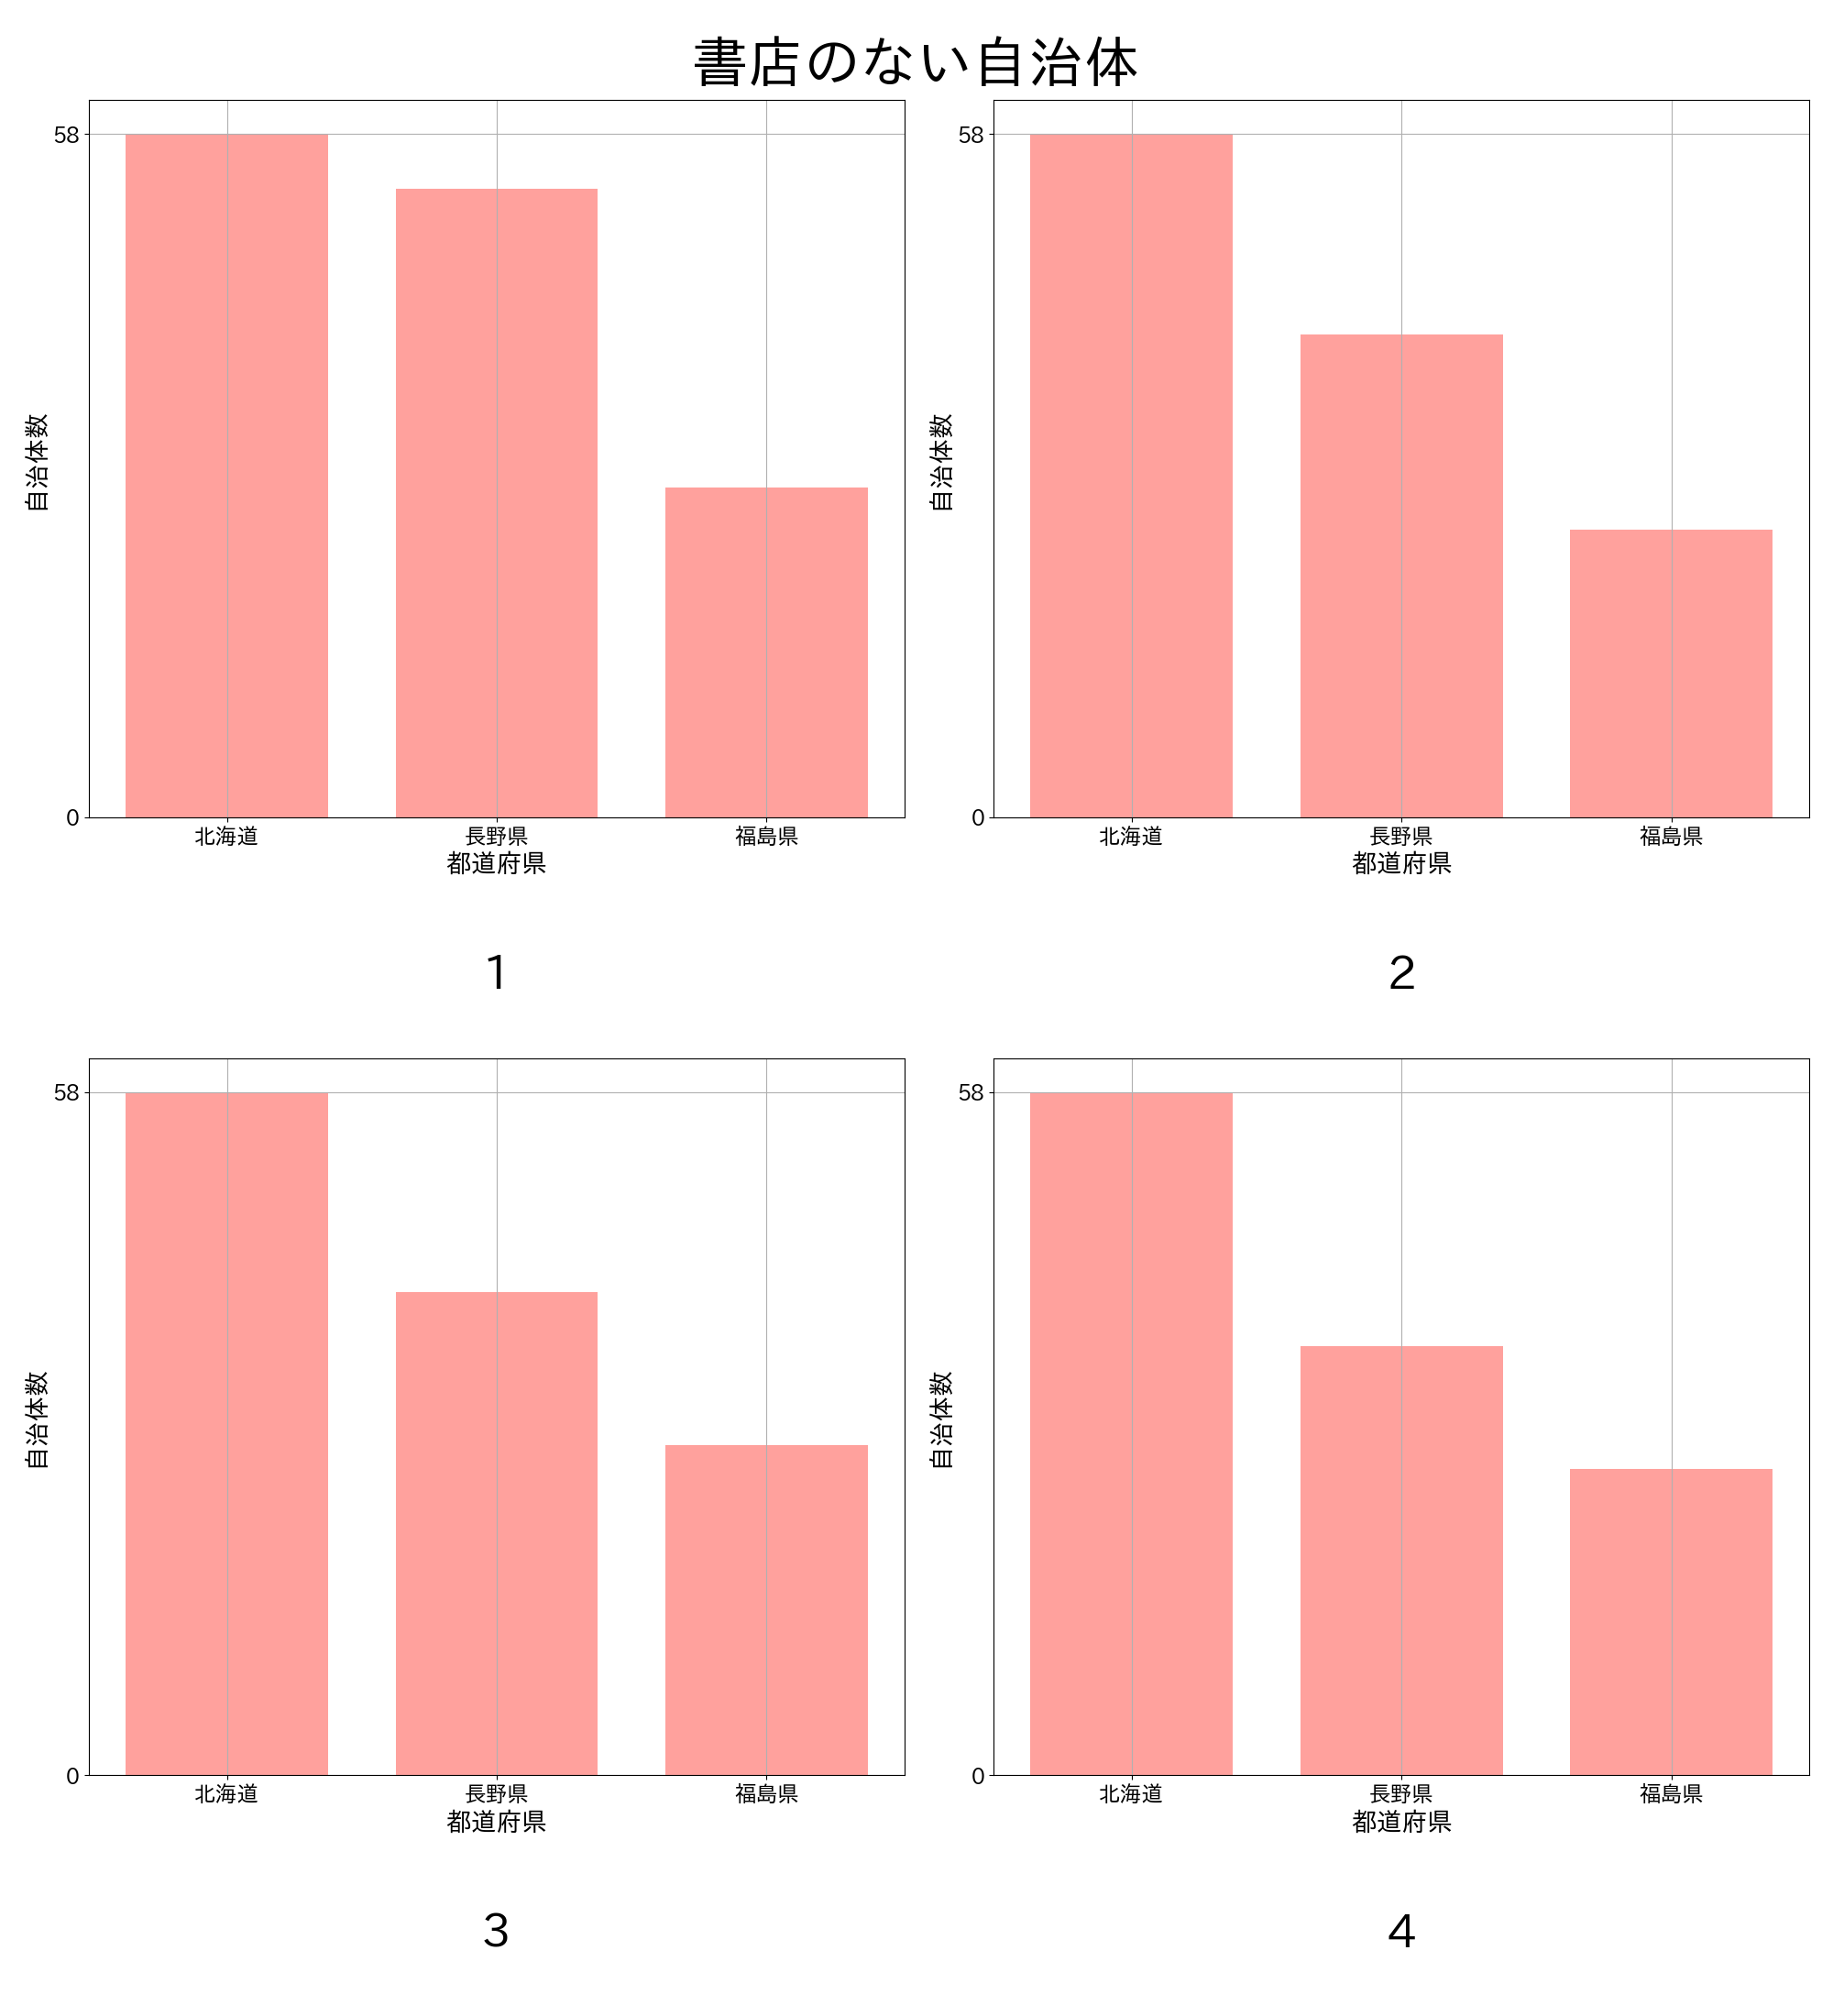 書店のない自治体
58
0
自治体数
北海道 長野県 福島県
都道府県
1
58
0
自治体数
北海道 長野県 福島県
都道府県
2
58
0
自治体数
北海道 長野県 福島県
都道府県
3
58
0
自治体数
北海道 長野県 福島県
都道府県
4